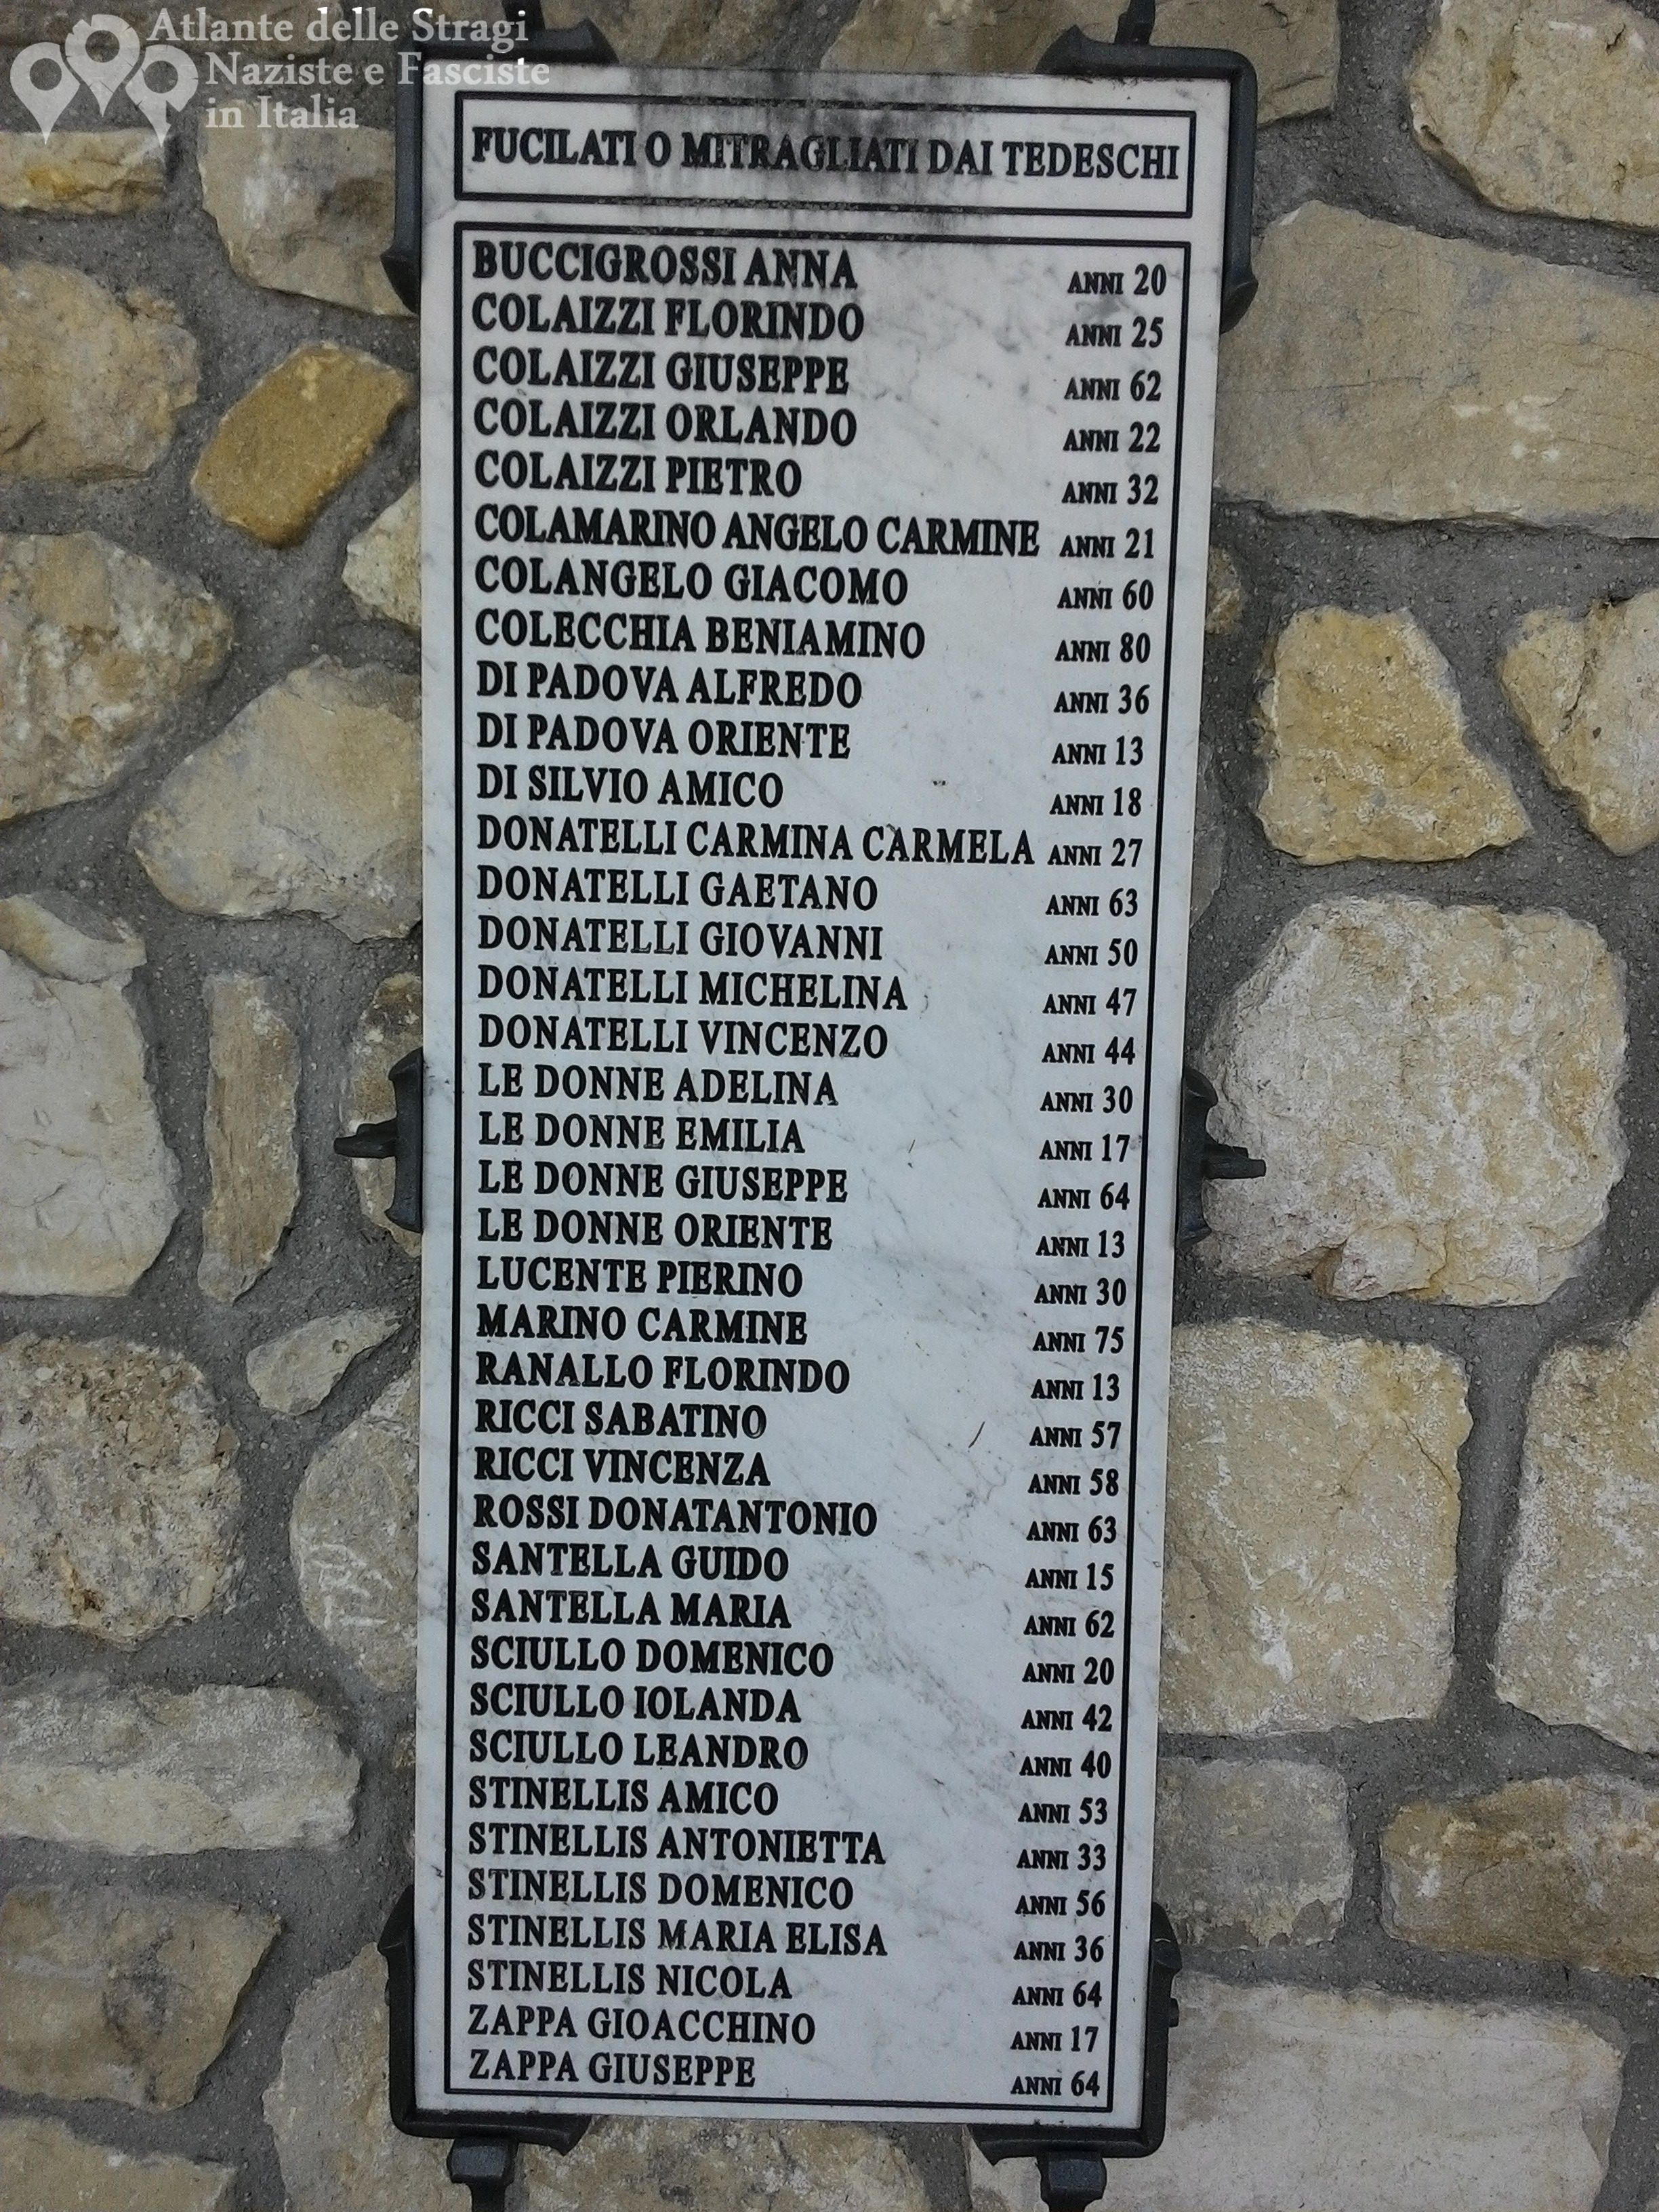 Atlante delle Stragi
Naziste e Fasciste
in Italia
FUCILATI O MITRAGLIATI DAI TEDESCHI
BUCCIGROSSI ANNA ANNI 20
COLAIZZI FLORINDO ANNI 25
COLAIZZI GIUSEPPE ANNI 62
COLAIZZI ORLANDO ANNI 22
COLAIZZI PIETRO ANNI 32
COLAMARINO ANGELO CARMINE ANNI 21
COLANGELO GIACOMO ANNI 60
COLECCHIA BENIAMINO ANNI 80
DI PADOVA ALFREDO ANNI 36
DI PADOVA ORIENTE ANNI 13
DI SILVIO AMICO ANNI 18
DONATELLI CARMINA CARMELA ANNI 27
DONATELLI GAETANO ANNI 63
DONATELLI GIOVANNI ANNI 50
DONATELLI MICHELINA ANNI 47
DONATELLI VINCENZO ANNI 44
LE DONNE ADELINA ANNI 30
LE DONNE EMILIA ANNI 17
LE DONNE GIUSEPPE ANNI 64
LE DONNE ORIENTE ANNI 13
LUCENTE PIERINO ANNI 30
MARINO CARMINE ANNI 75
RANALLO FLORINDO ANNI 13
RICCI SABATINO ANNI 57
RICCI VINCENZA ANNI 58
ROSSI DONATANTONIO ANNI 63
SANTELLA GUIDO ANNI 15
SANTELLA MARIA ANNI 62
SCIULLO DOMENICO ANNI 20
SCIULLO IOLANDA ANNI 42
SCIULLO LEANDRO ANNI 40
STINELLIS AMICO ANNI 53
STINELLIS ANTONIETTA ANNI 33
STINELLIS DOMENICO ANNI 56
STINELLIS MARIA ELISA ANNI 36
STINELLIS NICOLA ANNI 64
ZAPPA GIOACCHINO ANNI 17
ZAPPA GIUSEPPE ANNI 64